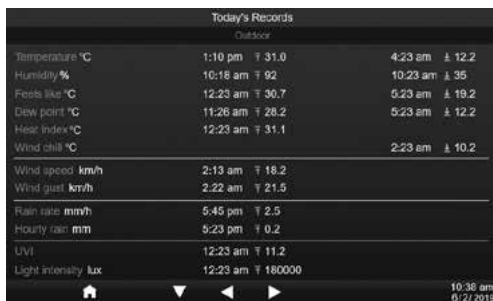 Today's Records
Outdoor
Temperature °C 1:10 pm 31.0 4:23 am 12.2
Humidity % 10:18 am 92 10:23 am 35
Feels like °C 12:23 am 30.7 5:23 am 19.2
Dew point °C 11:26 am 28.2 5:23 am 12.2
Heat index °C 12:23 am 31.1
Wind chill °C 2:23 am 10.2
Wind speed km/h 2:13 am 18.2
Wind gust km/h 2:22 am 21.5
Rain rate mm/h 5:45 pm 2.5
Hourly rain mm 5:23 pm 0.2
UVI 12:23 am 11.2
Light intensity lux 12:23 am 180000
10:38 am
6/2/2019